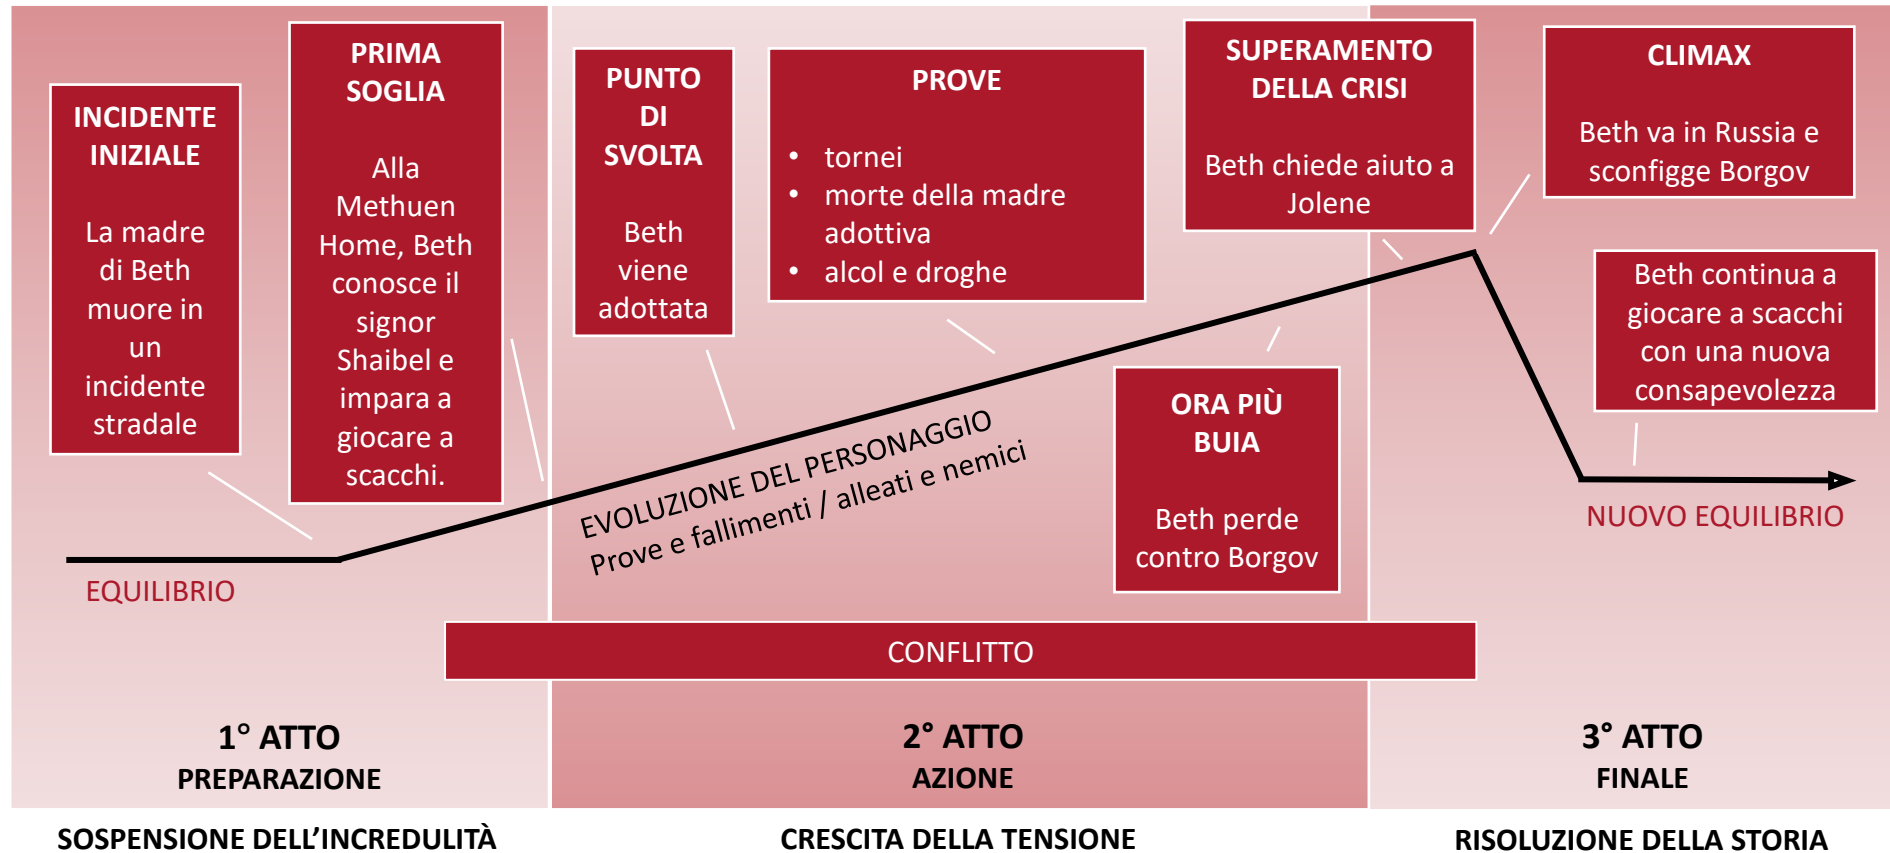 INCIDENTE
INIZIALE
La madre
di Beth
muore in
un
incidente
stradale
PRIMA
SOGLIA
Alla
Methuen
Home, Beth
conosce il
signor
Shaibel e
impara a
giocare a
scacchi.
PUNTO
DI
SVOLTA
Beth
viene
adottata
PROVE
• tornei
• morte della madre
adottiva
• alcol e droghe
SUPERAMENTO
DELLA CRISI
Beth chiede aiuto a
Jolene
CLIMAX
Beth va in Russia e
sconfigge Borgov
Beth continua a
giocare a scacchi
con una nuova
consapevolezza
ORA PIÙ
BUIA
Beth perde
contro Borgov
EVOLUZIONE DEL PERSONAGGIO
Prove e fallimenti / alleati e nemici
EQUILIBRIO
NUOVO EQUILIBRIO
CONFLITTO
1° ATTO
PREPARAZIONE
2° ATTO
AZIONE
3° ATTO
FINALE
SOSPENSIONE DELL’INCREDULITÀ
CRESCITA DELLA TENSIONE
RISOLUZIONE DELLA STORIA